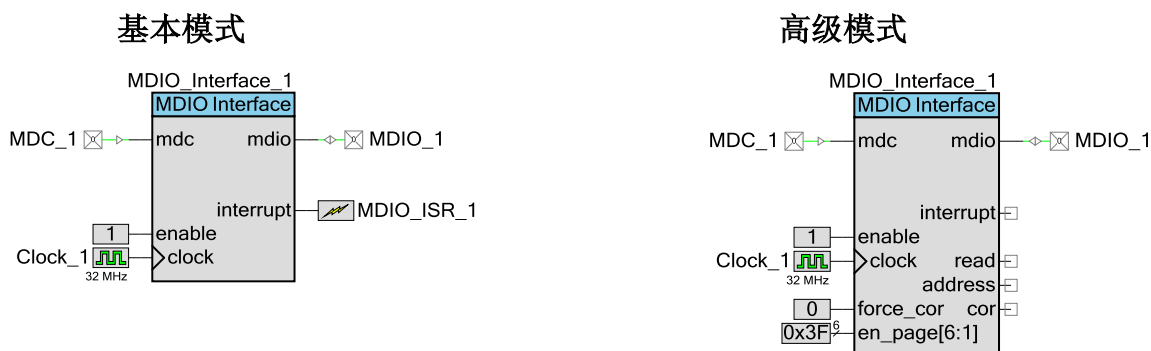 基本模式
高级模式
MDIO_Interface_1
MDIO Interface
MDC_1
mdc
mdio
MDIO_1
interrupt
MDIO_ISR_1
1
enable
Clock_1
clock
32 MHz
MDIO_Interface_1
MDIO Interface
MDC_1
mdc
mdio
MDIO_1
interrupt
1
enable
Clock_1
clock
read
32 MHz
address
0
force_cor
cor
0x3F
6
en_page[6:1]